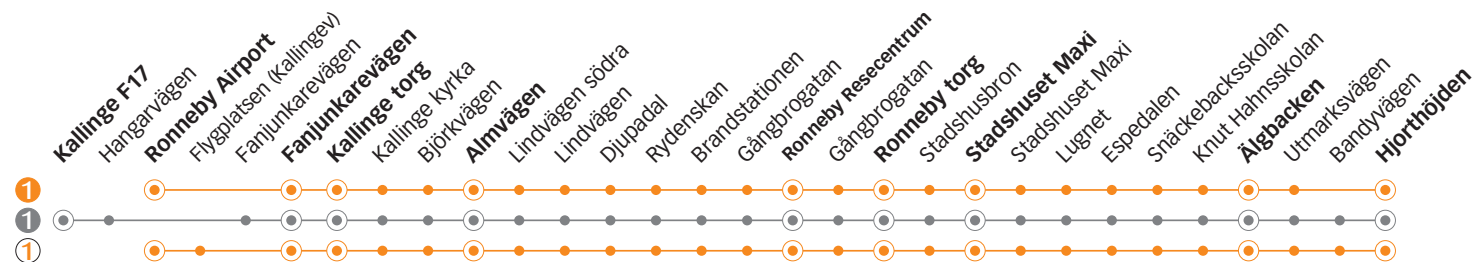 Kallinge F17
Hangarvägen
Ronneby Airport
Flygplatsen (Kallingev)
Fanjunkarevägen
Fanjunkarevägen
Kallinge torg
Kallinge Kyrka
Björkvägen
Almvägen
Lindvägen södra
Lindvägen
Djupadal
Rydenskan
Brandstationen
Gångbrogatan
Ronneby Resecentrum
Gångbrogatan
Ronneby torg
Stadshusbron
Stadshuset Maxi
Stadshuset Maxi
Lugnet
Espedalen
Snäckebacksskolan
Knut Hahnsskolan
Älgbacken
Utmarksvägen
Bandyvägen
Hjorthöjden
1
1
1